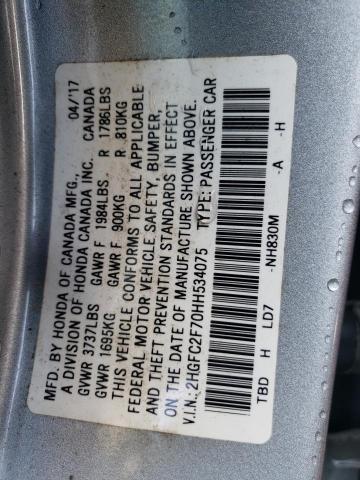 MFD. BY HONDA OF CANADA MFG., 04/'17
A DIVISION OF HONDA CANADA INC. CANADA
GVWR 3737LBS GAWR F 1984LBS R 1786LBS
GVWR 1695KG GAWR F 900KG R 810KG
THIS VEHICLE CONFORMS TO ALL APPLICABLE
FEDERAL MOTOR VEHICLE SAFETY, BUMPER,
AND THEFT PREVENTION STANDARDS IN EFFECT
ON THE DATE OF MANUFACTURE SHOWN ABOVE.
V.I.N.: 2HGFC2F70HH534075 TYPE: PASSENGER CAR
TBD H LD7 -NH830M -A -H